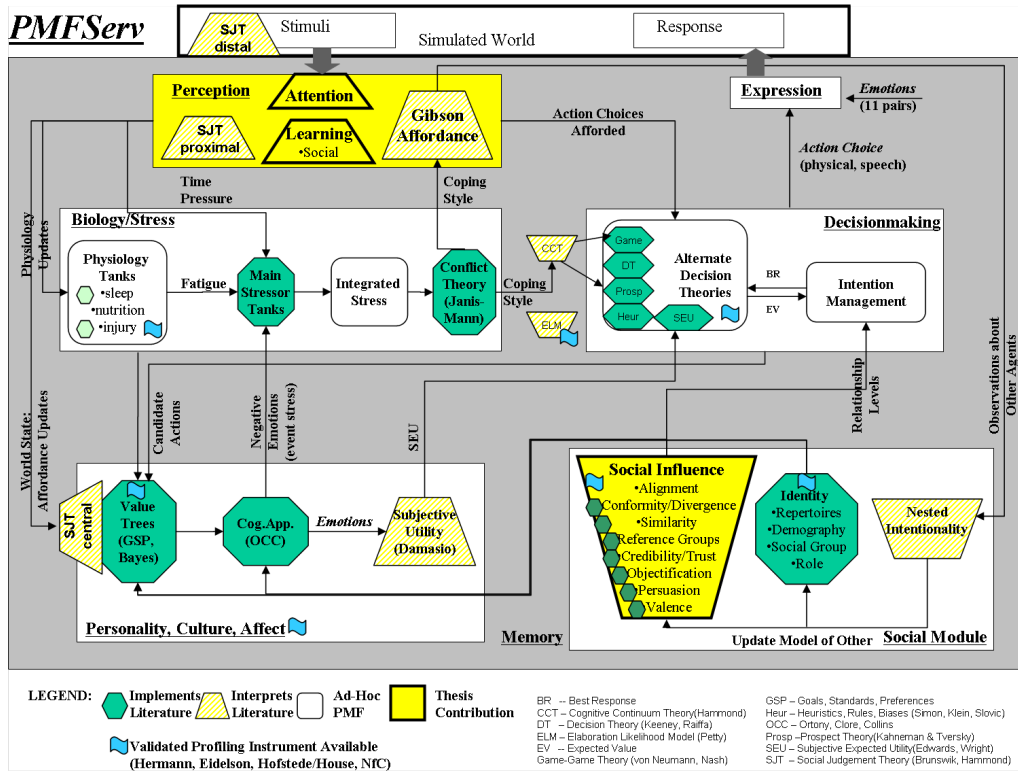 PMFServ
SJT
distal
Stimuli
Simulated World
Response
Perception
Attention
SJT
proximal
Learning
•Social
Gibson
Affordance
Action Choices
Afforded
Expression
Emotions
(11 pairs)
Action Choice
(physical, speech)
Time
Pressure
Coping
Style
Physiology
Updates
Biology/Stress
Physiology
Tanks
•sleep
•nutrition
•injury
Fatigue
Main
Stressor
Tanks
Integrated
Stress
Conflict
Theory
(Janis-
Mann)
Coping
Style
CCT
ELM
Decisionmaking
Game
DT
Prosp
Heur
SEU
Alternate
Decision
Theories
BR
EV
Intention
Management
Observations about
Other Agents
World State:
Affordance Updates
Candidate
Actions
Negative
Emotions
(event stress)
SEU
Relationship
Levels
SJT
central
Value
Trees
(GSP,
Bayes)
Cog.App.
(OCC)
Emotions
Subjective
Utility
(Damasio)
Personality, Culture, Affect
Social Influence
•Alignment
Conformity/Divergence
•Similarity
Reference Groups
•Credibility/Trust
Objectification
•Persuasion
Valence
Identity
•Repertoires
•Demography
•Social Group
•Role
Nested
Intentionality
Memory
Update Model of Other
Social Module
LEGEND:
Implements
Literature
Interprets
Literature
Ad-Hoc
PMF
Thesis
Contribution
Validated Profiling Instrument Available
(Hermann, Eidelson, Hofstede/House, NfC)
BR -- Best Response
CCT – Cognitive Continuum Theory(Hammond)
DT – Decision Theory (Keeney, Raiffa)
ELM – Elaboration Likelihood Model (Petty)
EV – Expected Value
Game-Game Theory (von Neumann, Nash)
GSP – Goals, Standards, Preferences
Heur – Heuristics, Rules, Biases (Simon, Klein, Slovic)
OCC – Ortony, Clore, Collins
Prosp –Prospect Theory(Kahneman & Tversky)
SEU – Subjective Expected Utility(Edwards, Wright)
SJT – Social Judgement Theory (Brunswik, Hammond)